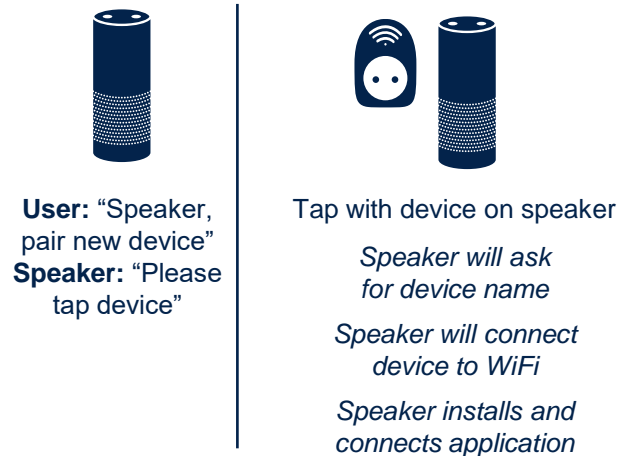 User: “Speaker,
pair new device”
Speaker: “Please
tap device”
Tap with device on speaker
Speaker will ask
for device name
Speaker will connect
device to WiFi
Speaker installs and
connects application